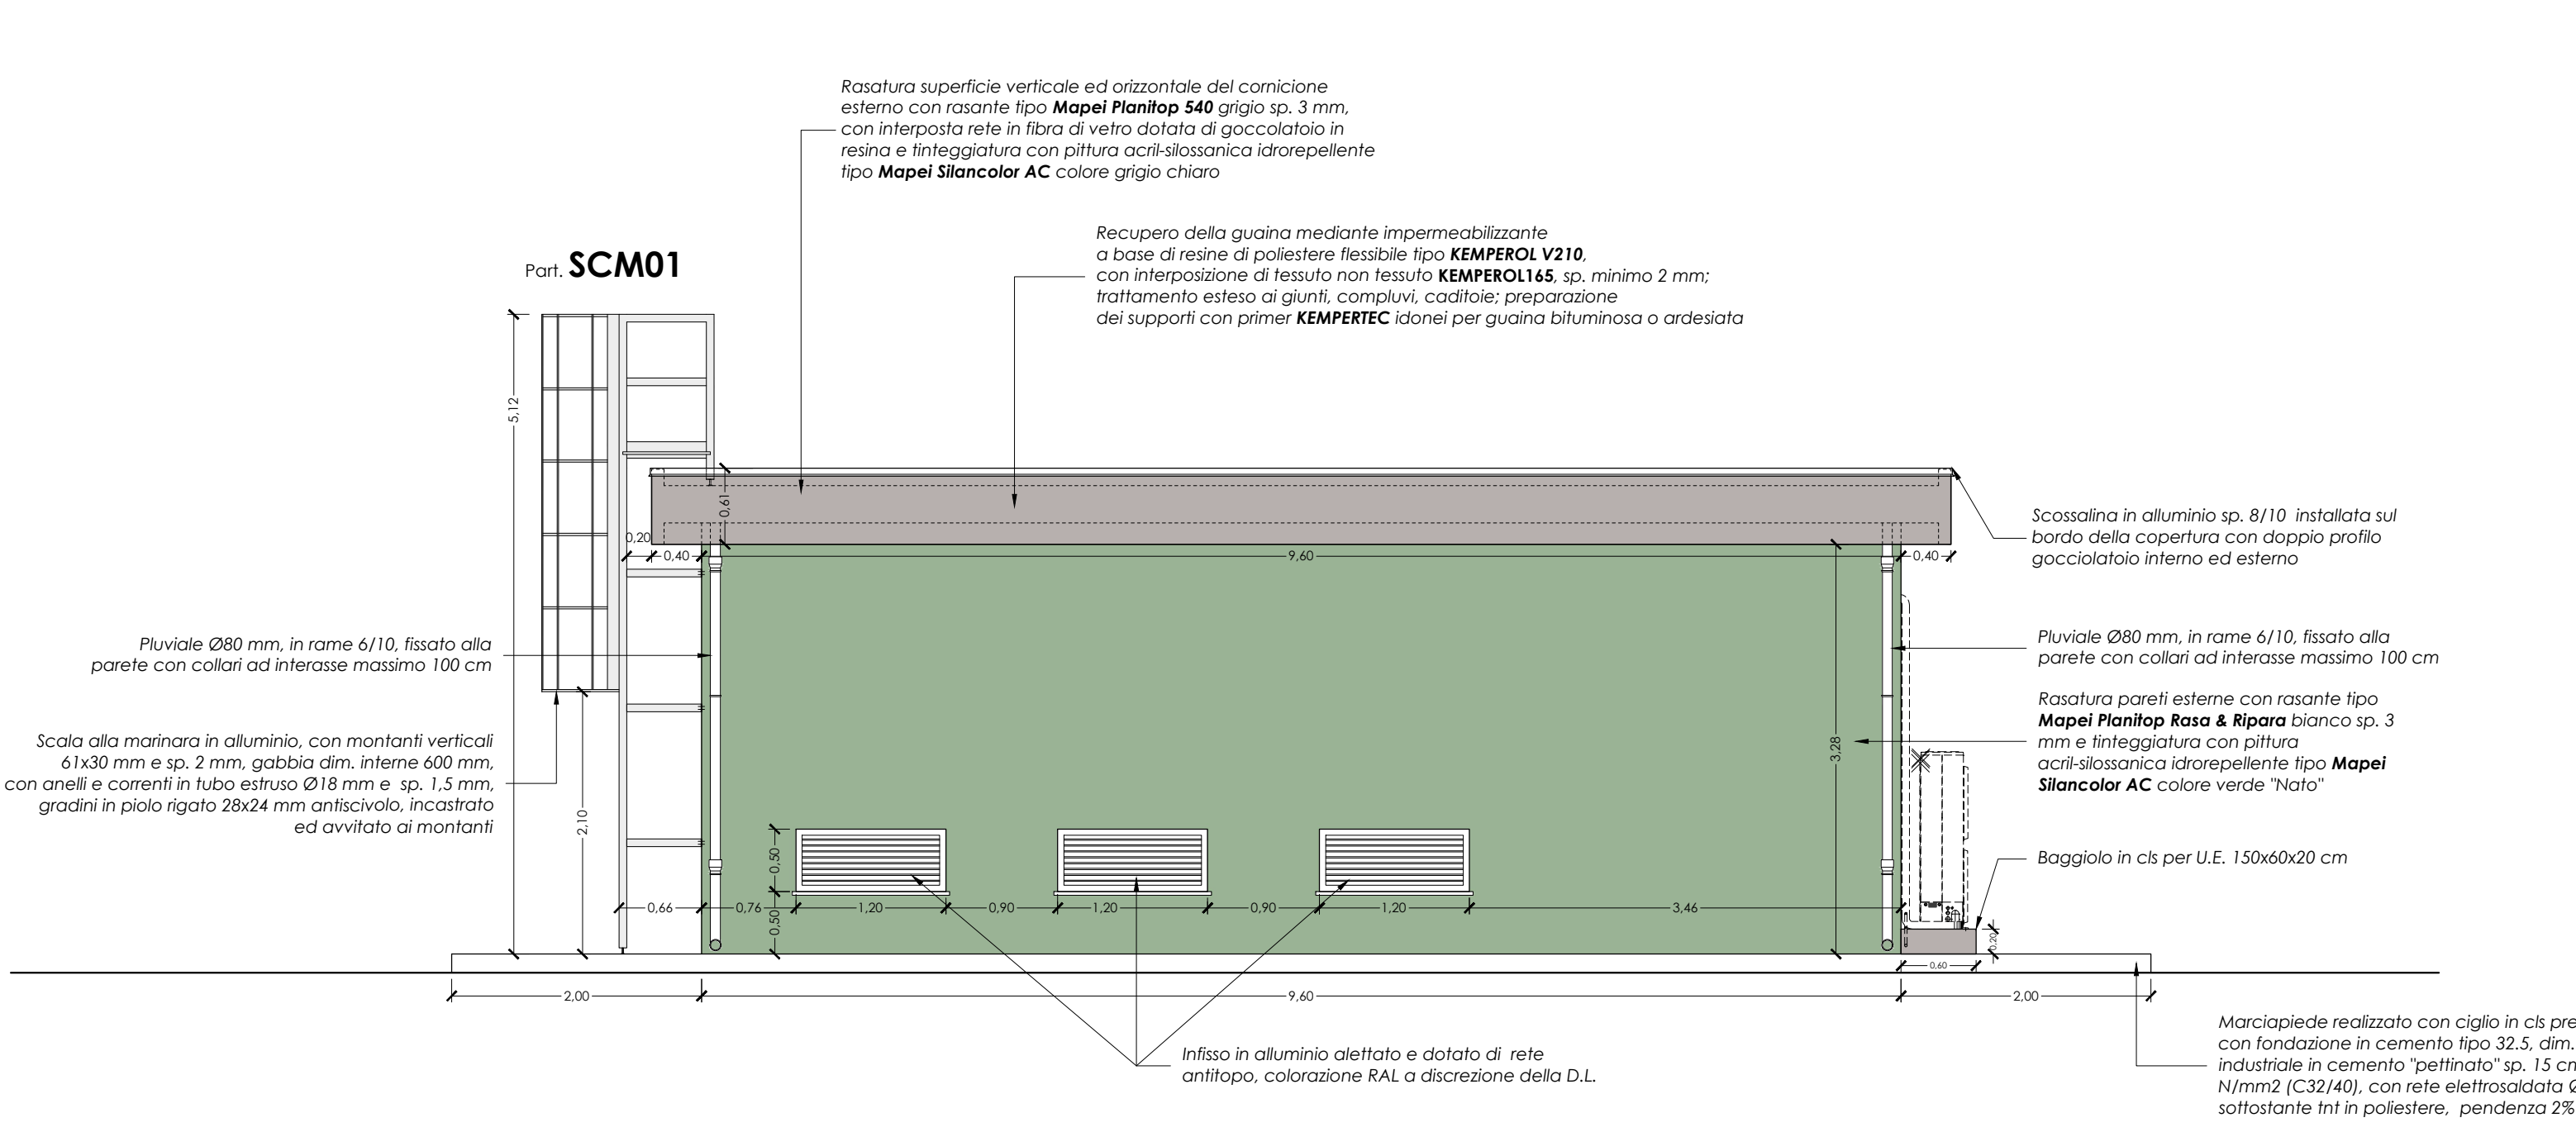 Rasatura superficie verticale ed orizzontale del cornicione
esterno con rasante tipo Mapei Planitop 540 grigio sp. 3 mm,
con interposta rete in fibra di vetro dotata di goccolatoio in
resina e tinteggiatura con pittura acril-silossanica idrorepellente
tipo Mapei Silancolor AC colore grigio chiaro
Recupero della guaina mediante impermeabilizzante
a base di resine di poliestere flessibile tipo KEMPEROL V210,
con interposizione di tessuto non tessuto KEMPEROL165, sp. minimo 2 mm;
trattamento esteso ai giunti, compluvi, caditoie; preparazione
dei supporti con primer KEMPERTEC idonei per guaina bituminosa o ardesiata
Part. SCM01
5,12
0,61
0,20
0,40
9,60
0,40
Scossalina in alluminio sp. 8/10 installata sul
bordo della copertura con doppio profilo
gocciolatoio interno ed esterno
Pluviale Ø80 mm, in rame 6/10, fissato alla
parete con collari ad interasse massimo 100 cm
Pluviale Ø80 mm, in rame 6/10, fissato alla
parete con collari ad interasse massimo 100 cm
Scala alla marinara in alluminio, con montanti verticali
61x30 mm e sp. 2 mm, gabbia dim. interne 600 mm,
con anelli e correnti in tubo estruso Ø18 mm e sp. 1,5 mm,
gradini in piolo rigato 28x24 mm antiscivolo, incastrato
ed avvitato ai montanti
Rasatura pareti esterne con rasante tipo
Mapei Planitop Rasa & Ripara bianco sp. 3
mm e tinteggiatura con pittura
acril-silossanica idrorepellente tipo Mapei
Silancolor AC colore verde "Nato"
3,28
2,10
0,50
0,50
Baggiolo in cls per U.E. 150x60x20 cm
0,66
0,76
1,20
0,90
1,20
0,90
1,20
3,46
0,20
0,60
2,00
9,60
2,00
Infisso in alluminio alettato e dotato di rete
antitopo, colorazione RAL a discrezione della D.L.
Marciapiede realizzato con ciglio in cls pre
con fondazione in cemento tipo 32.5, dim.
industriale in cemento "pettinato" sp. 15 cm
N/mm2 (C32/40), con rete elettrosaldata Ø
sottostante tnt in poliestere, pendenza 2%